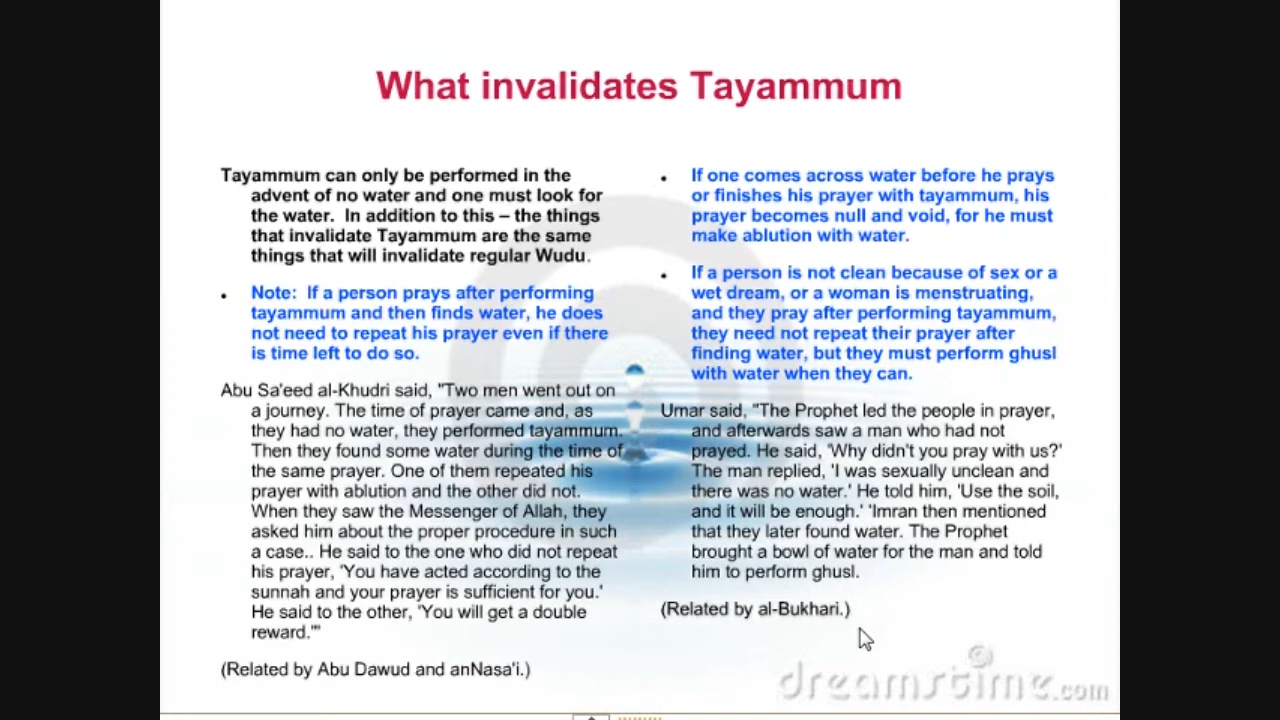 What invalidates Tayammum
Tayammum can only be performed in the
advent of no water and one must look for
the water. In addition to this – the things
that invalidate Tayammum are the same
things that will invalidate regular Wudu.
• Note: If a person prays after performing
tayammum and then finds water, he does
not need to repeat his prayer even if there
is time left to do so.
Abu Sa'eed al-Khudri said, "Two men went out on
a journey. The time of prayer came and, as
they had no water, they performed tayammum.
Then they found some water during the time of
the same prayer. One of them repeated his
prayer with ablution and the other did not.
When they saw the Messenger of Allah, they
asked him about the proper procedure in such
a case.. He said to the one who did not repeat
his prayer, 'You have acted according to the
sunnah and your prayer is sufficient for you.'
He said to the other, 'You will get a double
reward.'"
(Related by Abu Dawud and anNasa'i.)
• If one comes across water before he prays
or finishes his prayer with tayammum, his
prayer becomes null and void, for he must
make ablution with water.
• If a person is not clean because of sex or a
wet dream, or a woman is menstruating,
and they pray after performing tayammum,
they need not repeat their prayer after
finding water, but they must perform ghusl
with water when they can.
Umar said, "The Prophet led the people in prayer,
and afterwards saw a man who had not
prayed. He said, 'Why didn't you pray with us?'
The man replied, 'I was sexually unclean and
there was no water.' He told him, 'Use the soil,
and it will be enough.' 'Imran then mentioned
that they later found water. The Prophet
brought a bowl of water for the man and told
him to perform ghusl.
(Related by al-Bukhari.)
dreamstime.com